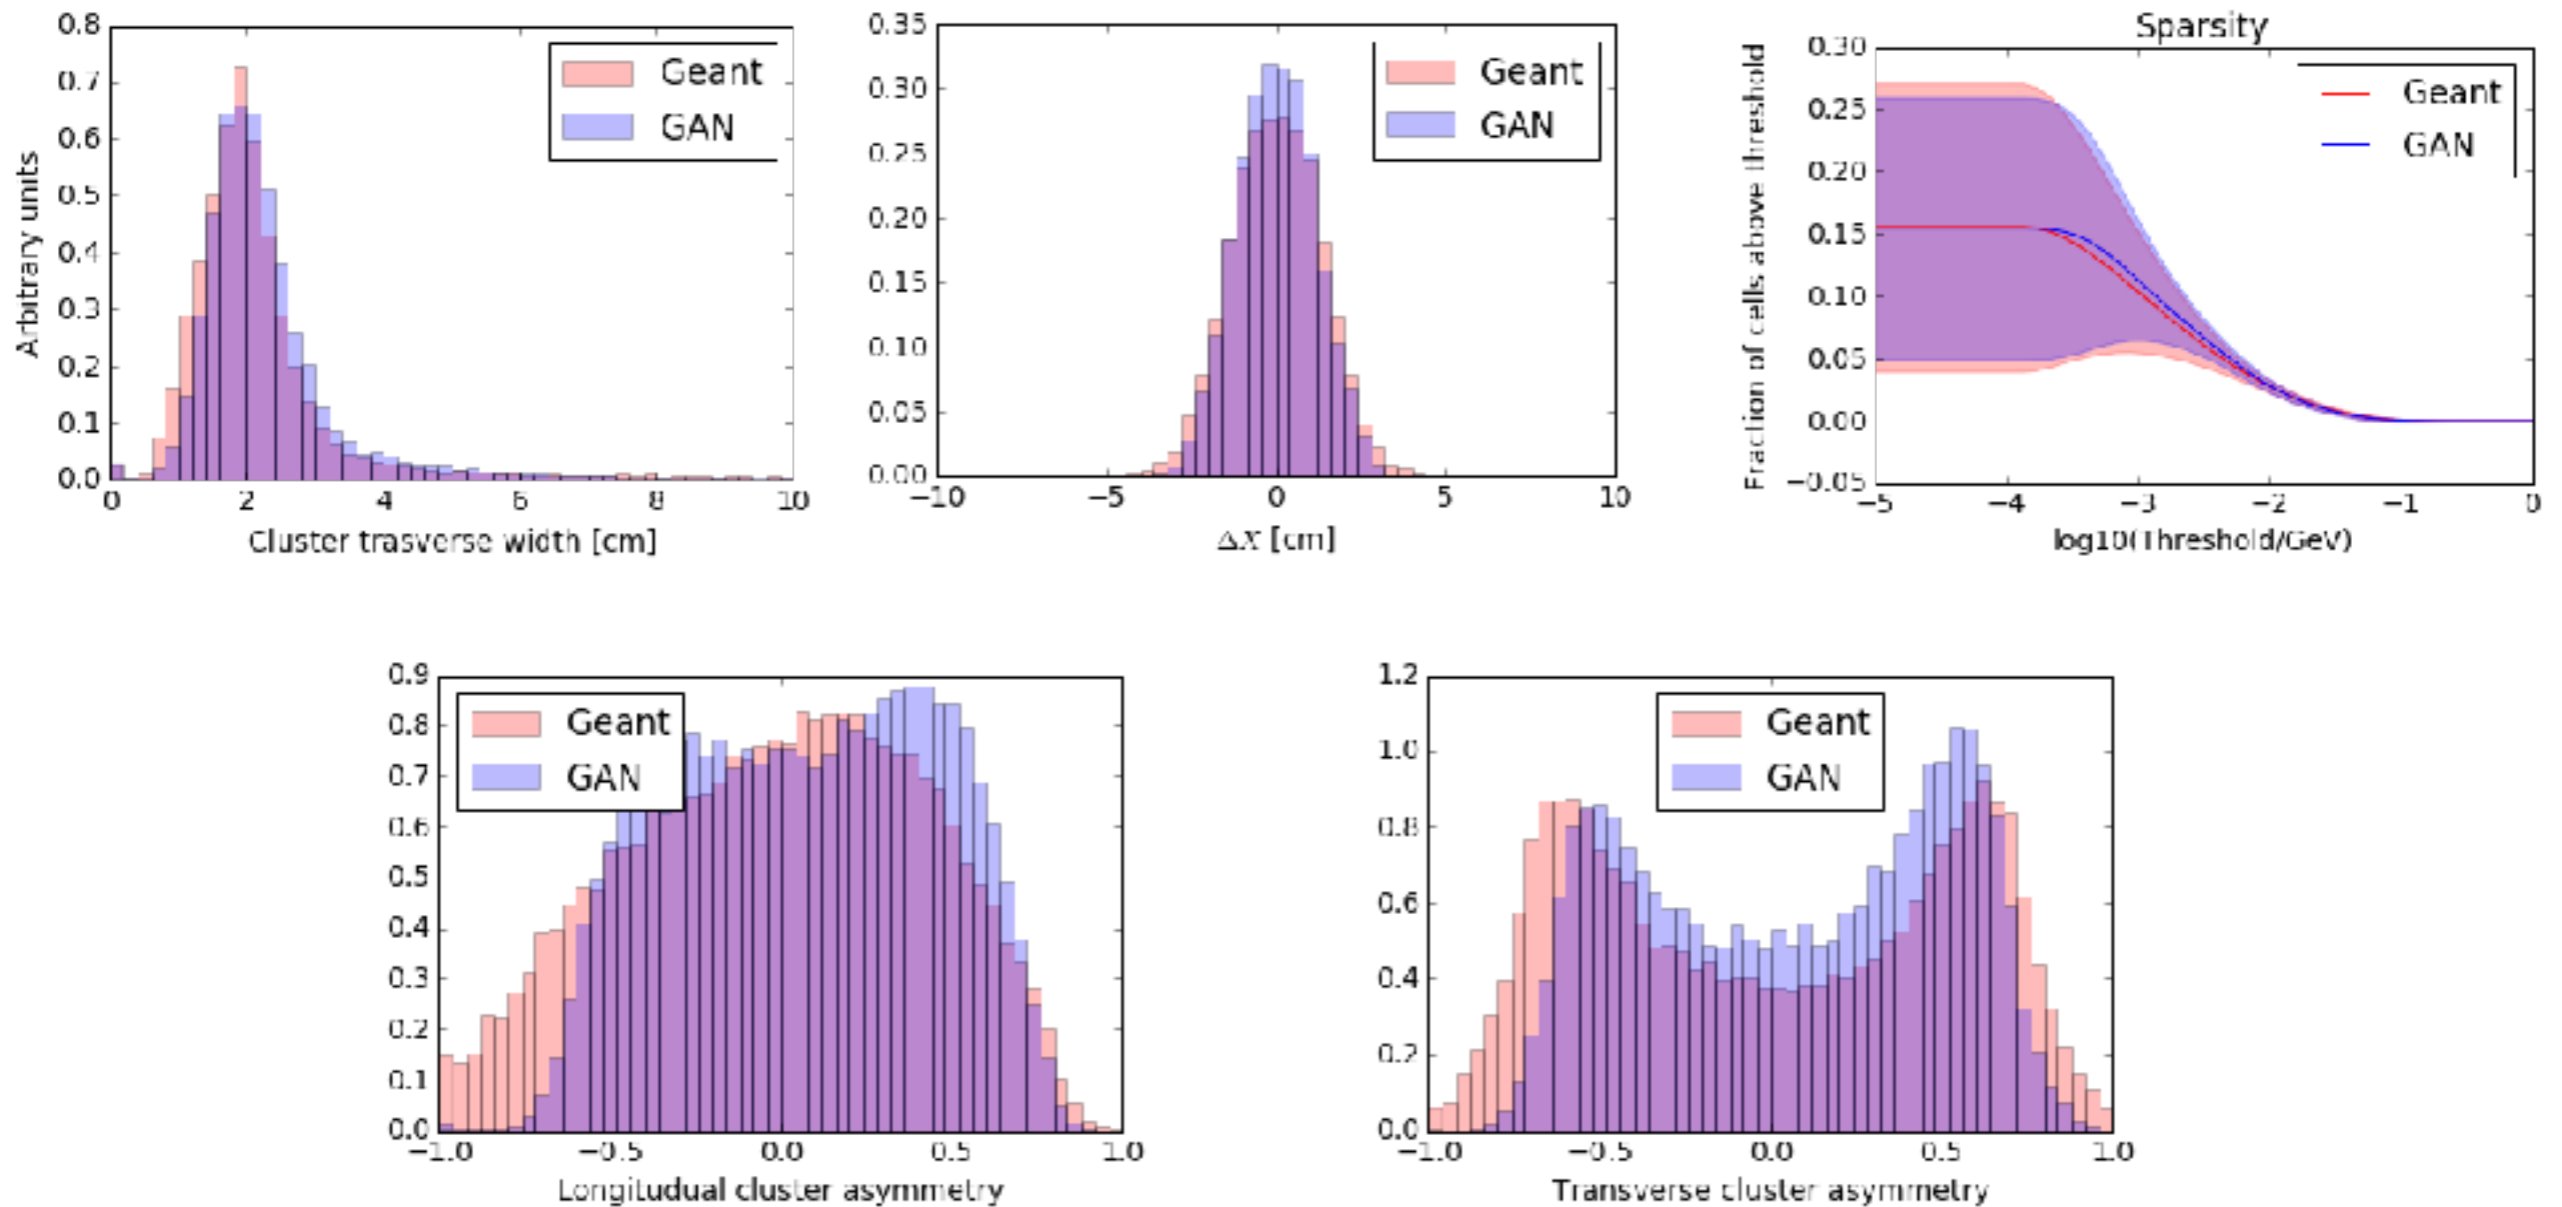 Arbitrary units
0.8
0.7
0.6
0.5
0.4
0.3
0.2
0.1
0.0
0 2 4 6 8 10
Cluster trasverse width [cm]
Geant
GAN
0.35
0.30
0.25
0.20
0.15
0.10
0.05
0.00
−10 −5 0 5 10
ΔX [cm]
Geant
GAN
Sparsity
Fraction of cells above threshold
0.30
0.25
0.20
0.15
0.10
0.05
0.00
−0.05
−5 −4 −3 −2 −1 0
log10(Threshold/GeV)
Geant
GAN
0.9
0.8
0.7
0.6
0.5
0.4
0.3
0.2
0.1
0.0
−1.0 −0.5 0.0 0.5 1.0
Longitudual cluster asymmetry
Geant
GAN
1.2
1.0
0.8
0.6
0.4
0.2
0.0
−1.0 −0.5 0.0 0.5 1.0
Transverse cluster asymmetry
Geant
GAN